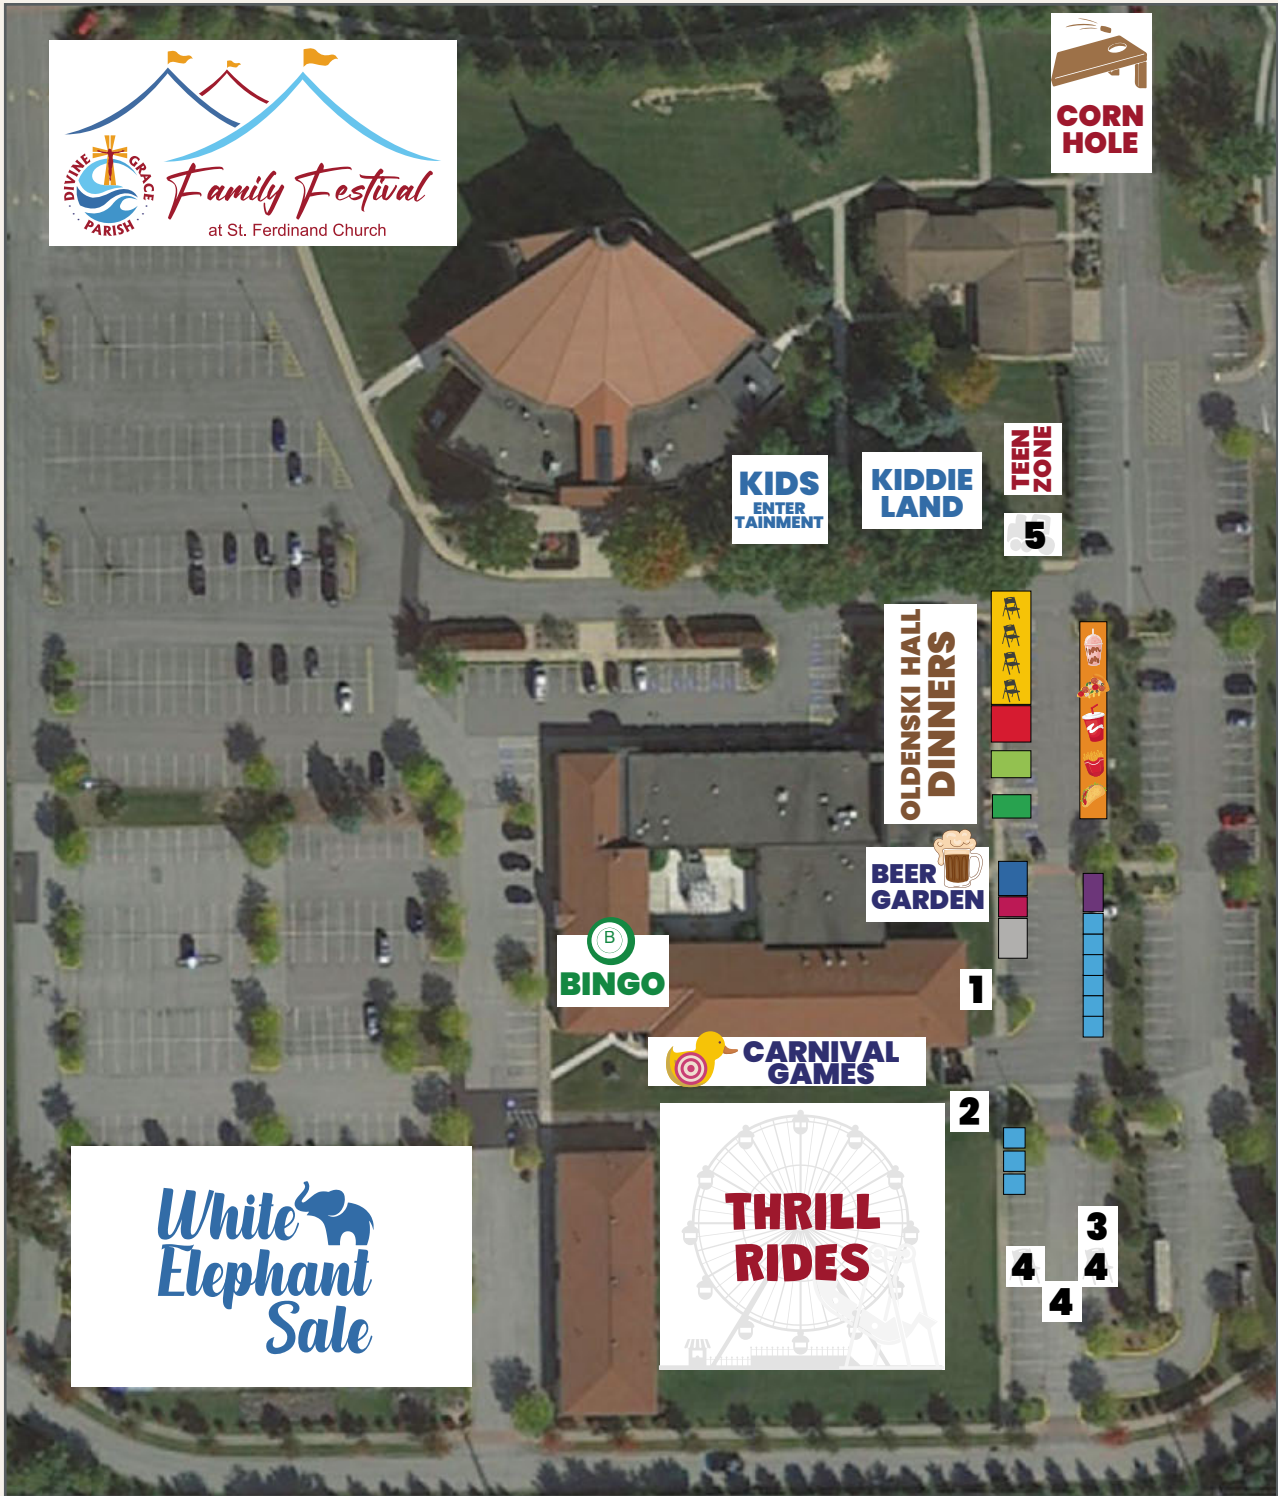 DIVINE GRACE
PARISH
Family Festival
at St. Ferdinand Church
CORN
HOLE
TEEN
ZONE
KIDS
ENTER
TAINMENT
KIDDIE
LAND
5
OLDENSKI HALL
DINNERS
BEER
GARDEN
B
BINGO
1
CARNIVAL
GAMES
2
THRILL
RIDES
3
4
4
4
White
Elephant
Sale